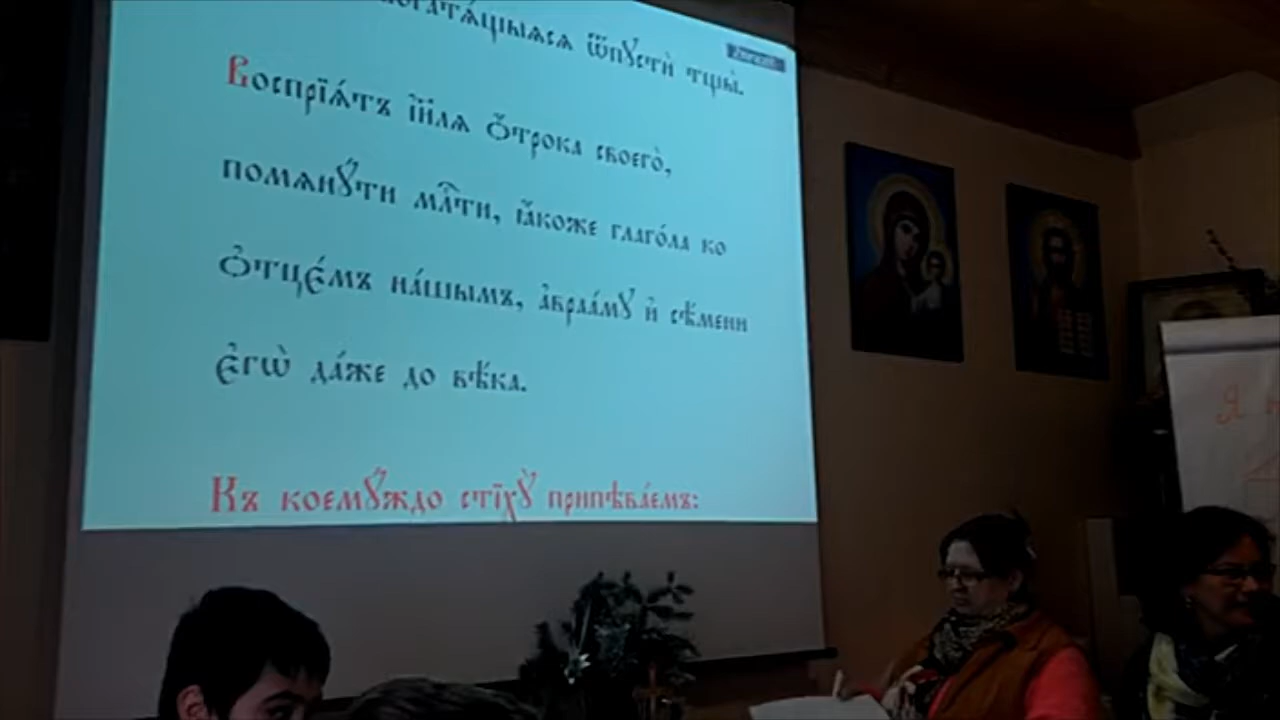 ѿпꙋстѝ тщы̀.
Воспрїѧ́тъ і҆и҃лѧ ѻ҆́трока своегѡ̀,
помѧнꙋ́ти млⷭ҇ти, ꙗ҆́коже глаго́ла ко
ѻ҆тцє́мъ на́шымъ, а҆враа́мꙋ и҆ сѣ́мени
є҆гѡ̀ да́же до вѣ́ка.
Къ коемꙋ́ждо стїхꙋ̀ припѣва́емъ:
Я